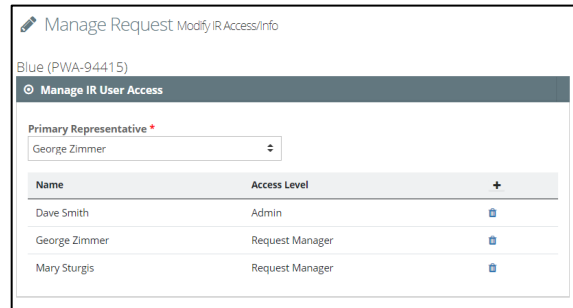 Manage Request Modify IR Access/Info
Blue (PWA-94415)
Manage IR User Access
Primary Representative *
George Zimmer
Name Access Level +
Dave Smith Admin
George Zimmer Request Manager
Mary Sturgis Request Manager